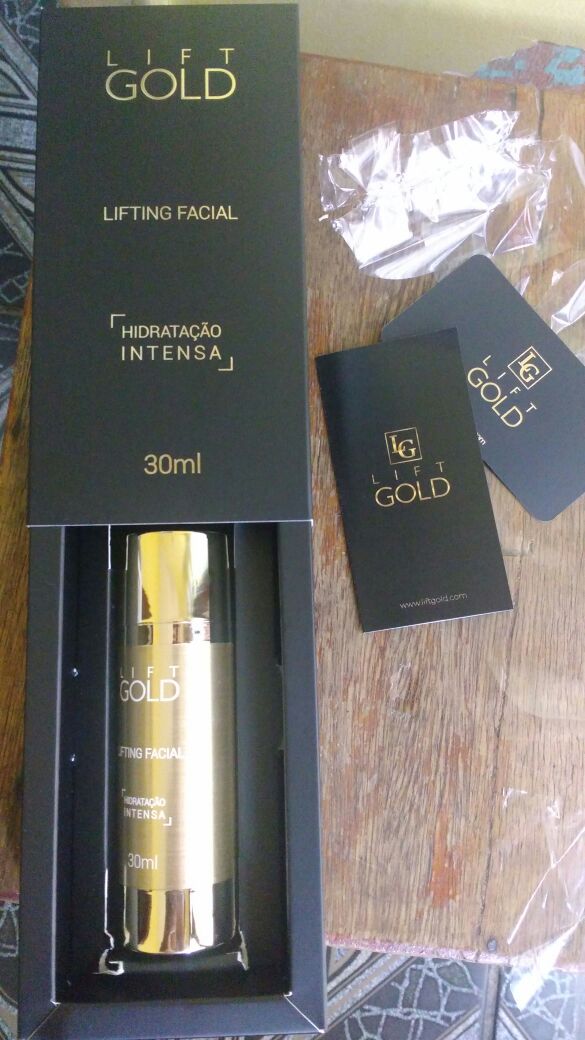 LIFT
GOLD
LIFTING FACIAL
HIDRATAÇÃO
INTENSA
30ml
LIFT
GOLD
LIFTING FACIAL
HIDRATAÇÃO
INTENSA
30ml
LG
LIFT
GOLD
www.liftgold.com
LG
LIFT
GOLD